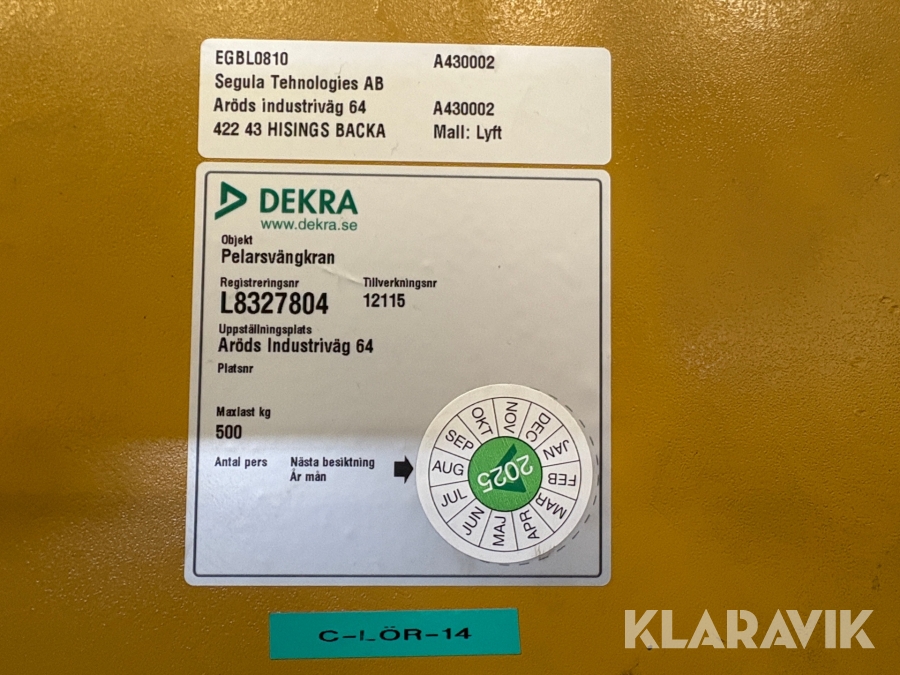 EGBL0810 A430002
Segula Tehnologies AB
Aröds industriväg 64 A430002
422 43 HISINGS BACKA Mall: Lyft
DEKRA
www.dekra.se
Objekt
Pelarsvängkran
Registreringsnr Tillverkningsnr
L8327804 12115
Uppställningsplats
Aröds Industriväg 64
Platsnr
Maxlast kg
500
Antal pers Nästa besiktning
År mån
JAN
FEB
MAR
APR
MAJ
JUN
JUL
AUG
SEP
OKT
NOV
DEC
2025
C-LÖR-14
KLARAVIK